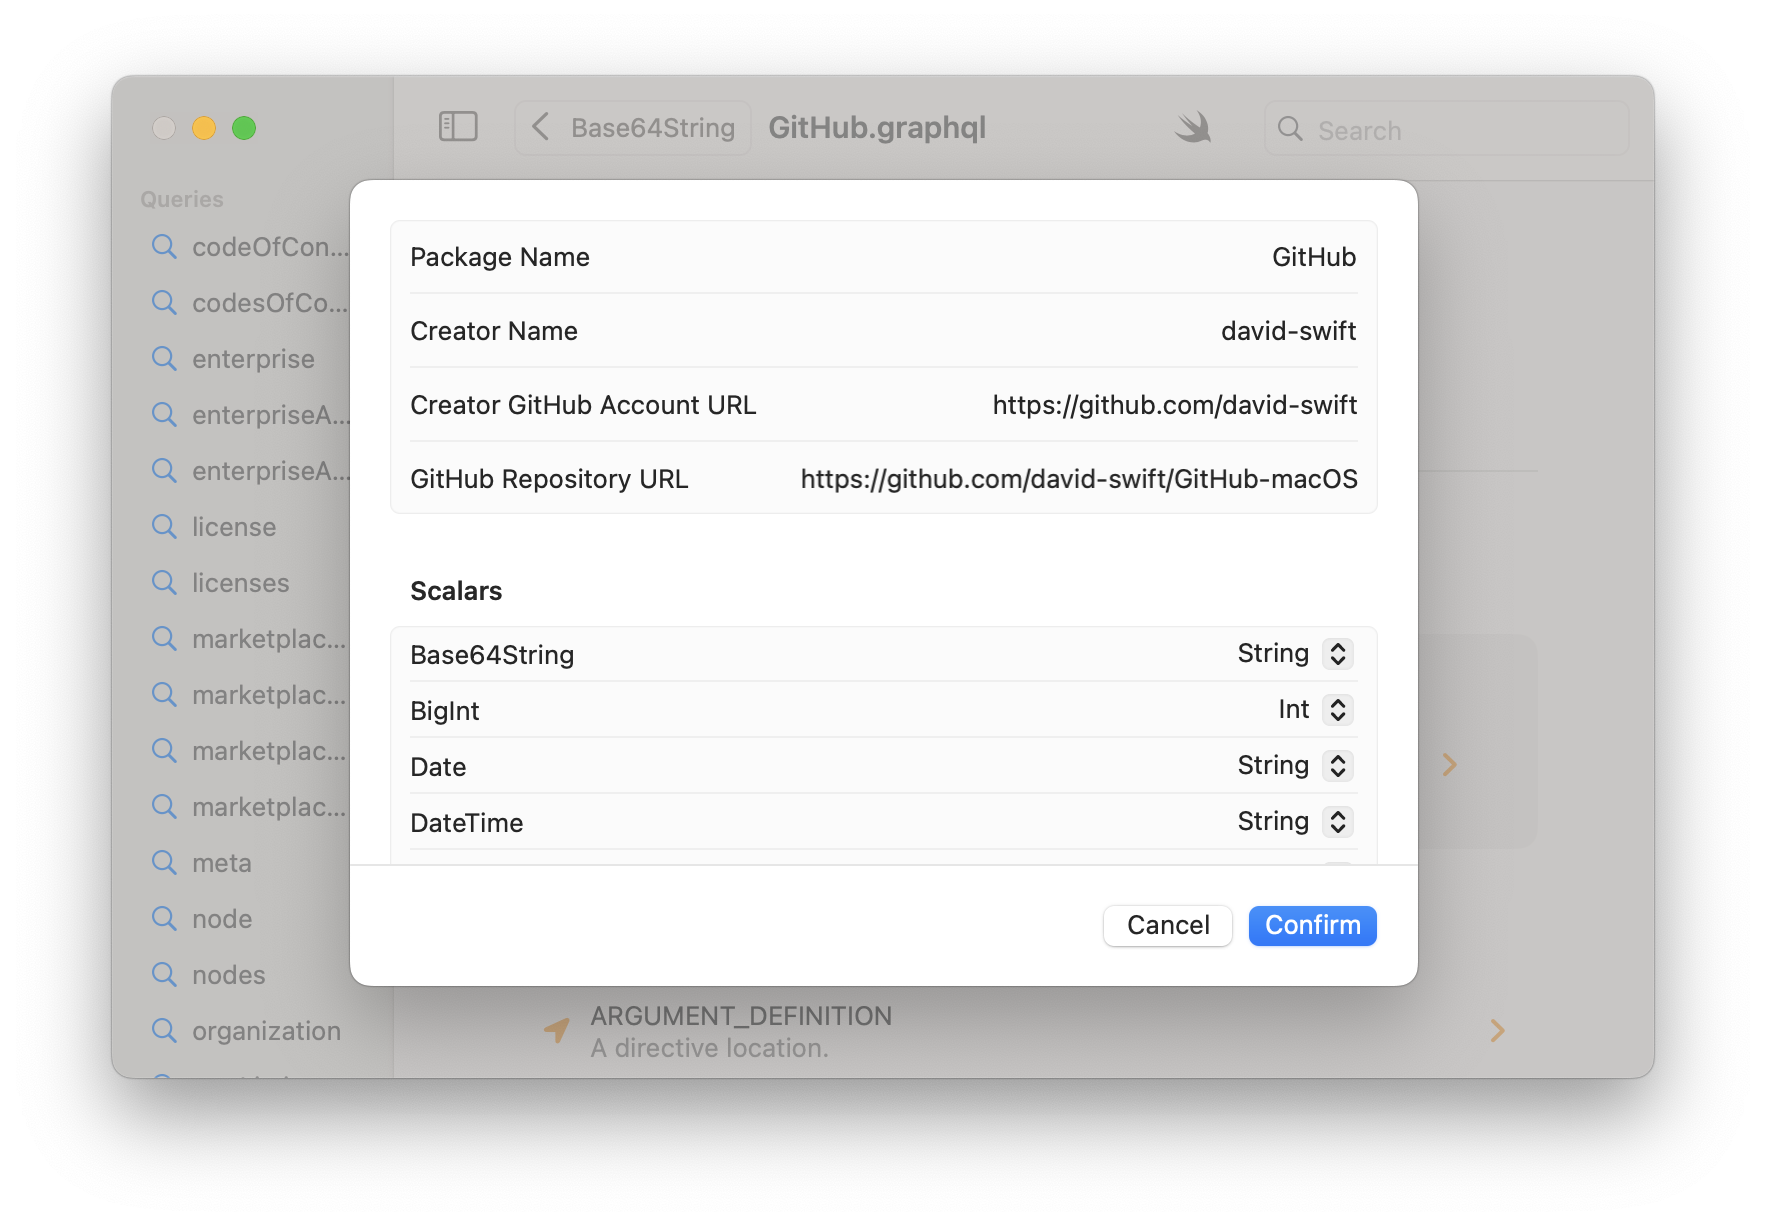 Base64String
GitHub.graphql
Search
Queries
codeOfCon...
codesOfCo...
enterprise
enterpriseA...
enterpriseA...
license
licenses
marketplac...
marketplac...
marketplac...
marketplac...
meta
node
nodes
organization
Package Name GitHub
Creator Name david-swift
Creator GitHub Account URL https://github.com/david-swift
GitHub Repository URL https://github.com/david-swift/GitHub-macOS
Scalars
Base64String String
BigInt Int
Date String
DateTime String
Cancel Confirm
ARGUMENT_DEFINITION
A directive location.